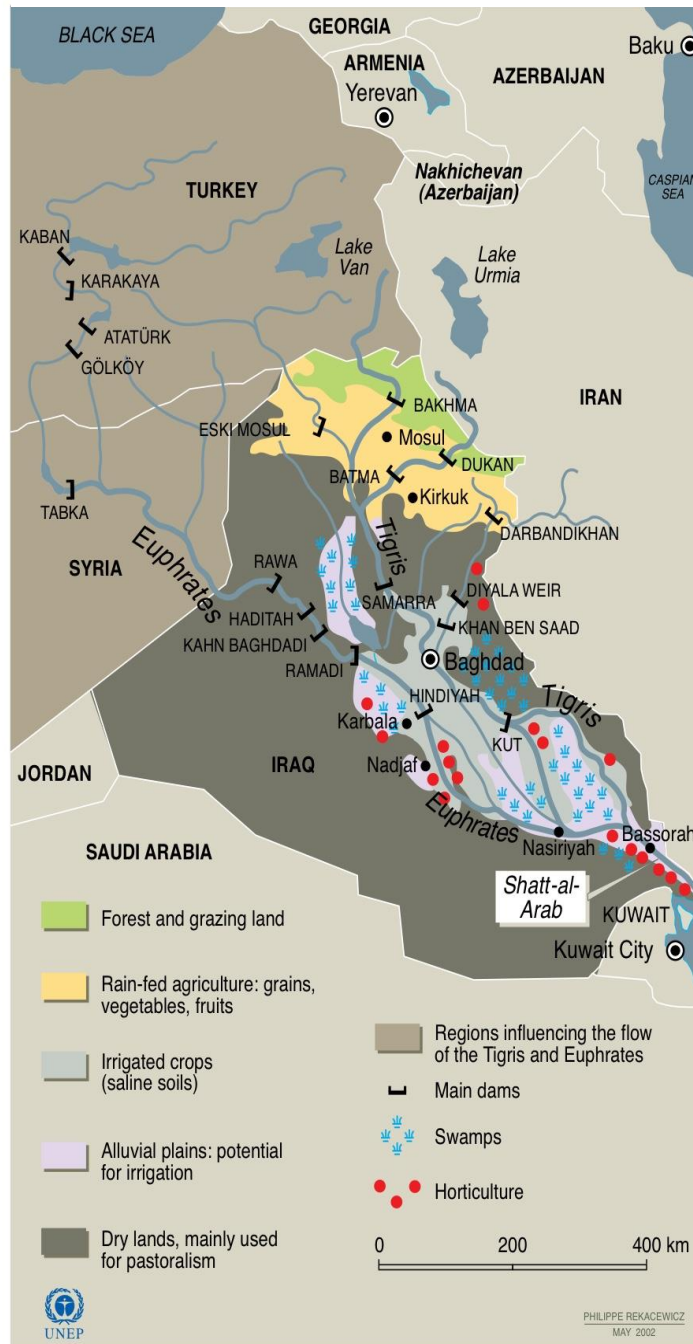 BLACK SEA
GEORGIA
Baku
ARMENIA
Yerevan
AZERBAIJAN
Nakhichevan
(Azerbaijan)
CASPIAN
SEA
TURKEY
KABAN
Lake
Van
Lake
Urmia
KARAKAYA
ATATÜRK
GÖLKÖY
IRAN
BAKHMA
ESKI MOSUL
Mosul
DUKAN
BATMA
Kirkuk
TABKA
DARBANDIKHAN
Euphrates
Tigris
SYRIA
RAWA
SAMARRA
DIYALA WEIR
HADITAH
KHAN BEN SAAD
KAHN BAGHDADI
RAMADI
Baghdad
HINDIYAH
Tigris
Karbala
KUT
IRAQ
Nadjaf
JORDAN
Euphrates
Nasiriyah
Bassorah
SAUDI ARABIA
Shatt-al-
Arab
KUWAIT
Kuwait City
Forest and grazing land
Rain-fed agriculture: grains,
vegetables, fruits
Irrigated crops
(saline soils)
Alluvial plains: potential
for irrigation
Dry lands, mainly used
for pastoralism
Regions influencing the flow
of the Tigris and Euphrates
Main dams
Swamps
Horticulture
0 200 400 km
UNEP
PHILIPPE REKACEWICZ
MAY 2002